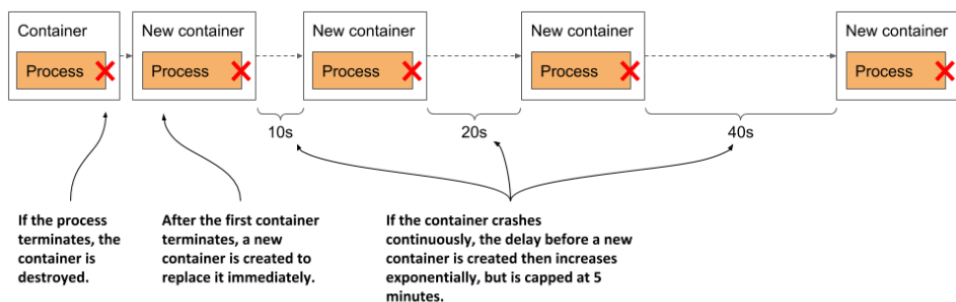 Container
Process
New container
Process
New container
Process
New container
Process
New container
Process
10s
20s
40s
If the process
terminates, the
container is
destroyed.
After the first container
terminates, a new
container is created to
replace it immediately.
If the container crashes
continuously, the delay before a new
container is created then increases
exponentially, but is capped at 5
minutes.